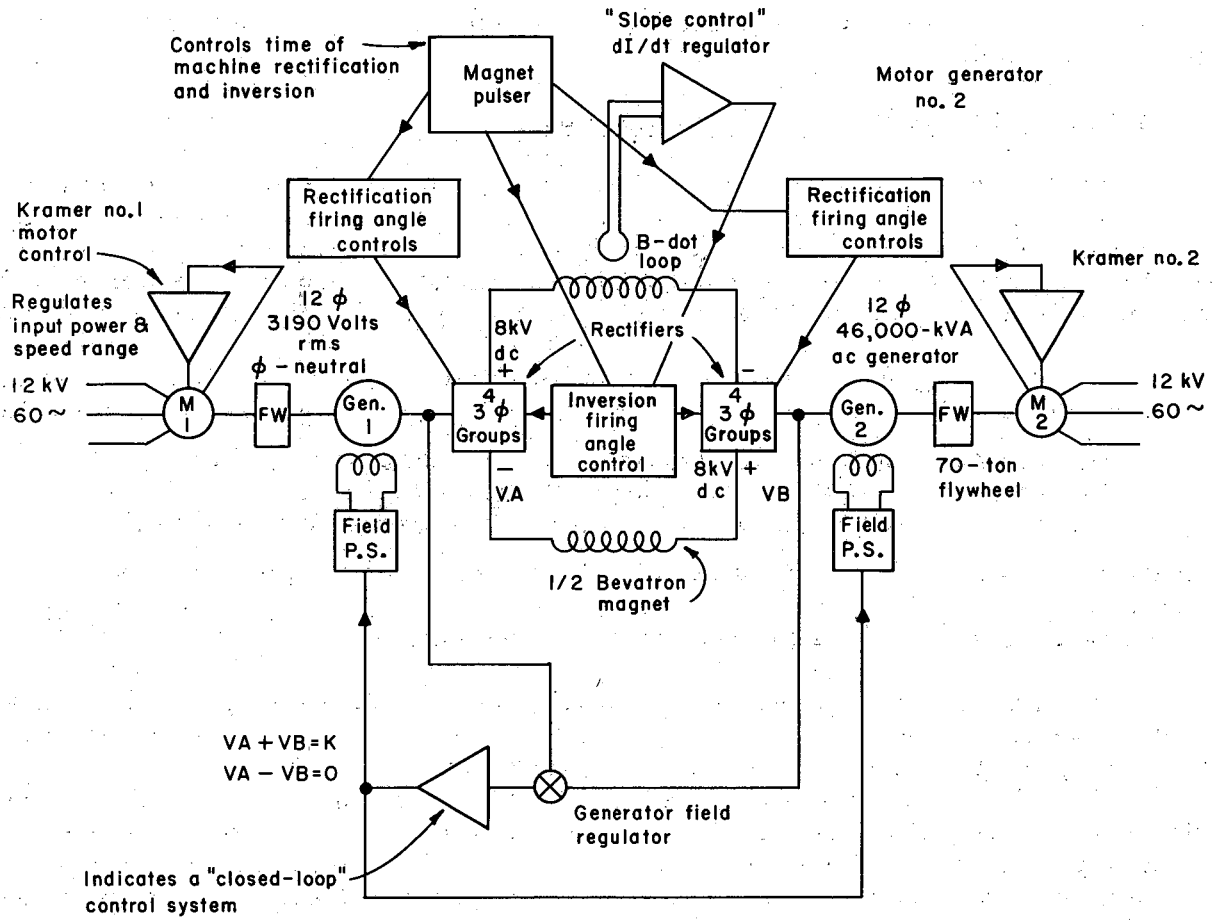 "Slope control"
dI/dt regulator
Controls time of
machine rectification
and inversion
Magnet
pulser
Motor generator
no. 2
Rectification
firing angle
controls
Rectification
firing angle
controls
Kramer no.1
motor
control
B-dot
loop
Kramer no.2
Regulates
input power &
speed range
12 ϕ
3190 Volts
rms
ϕ - neutral
8kV
dc
+
Rectifiers
−
12 ϕ
46,000-kVA
ac generator
12 kV
60 ~
M
1
FW
Gen.
1
4
3 ϕ
Groups
Inversion
firing
angle
control
4
3 ϕ
Groups
Gen.
2
FW
M
2
12 kV
60 ~
−
VA
8kV
dc
+
VB
70-ton
flywheel
Field
P.S.
Field
P.S.
1/2 Bevatron
magnet
VA + VB = K
VA − VB = 0
Generator field
regulator
Indicates a "closed-loop"
control system